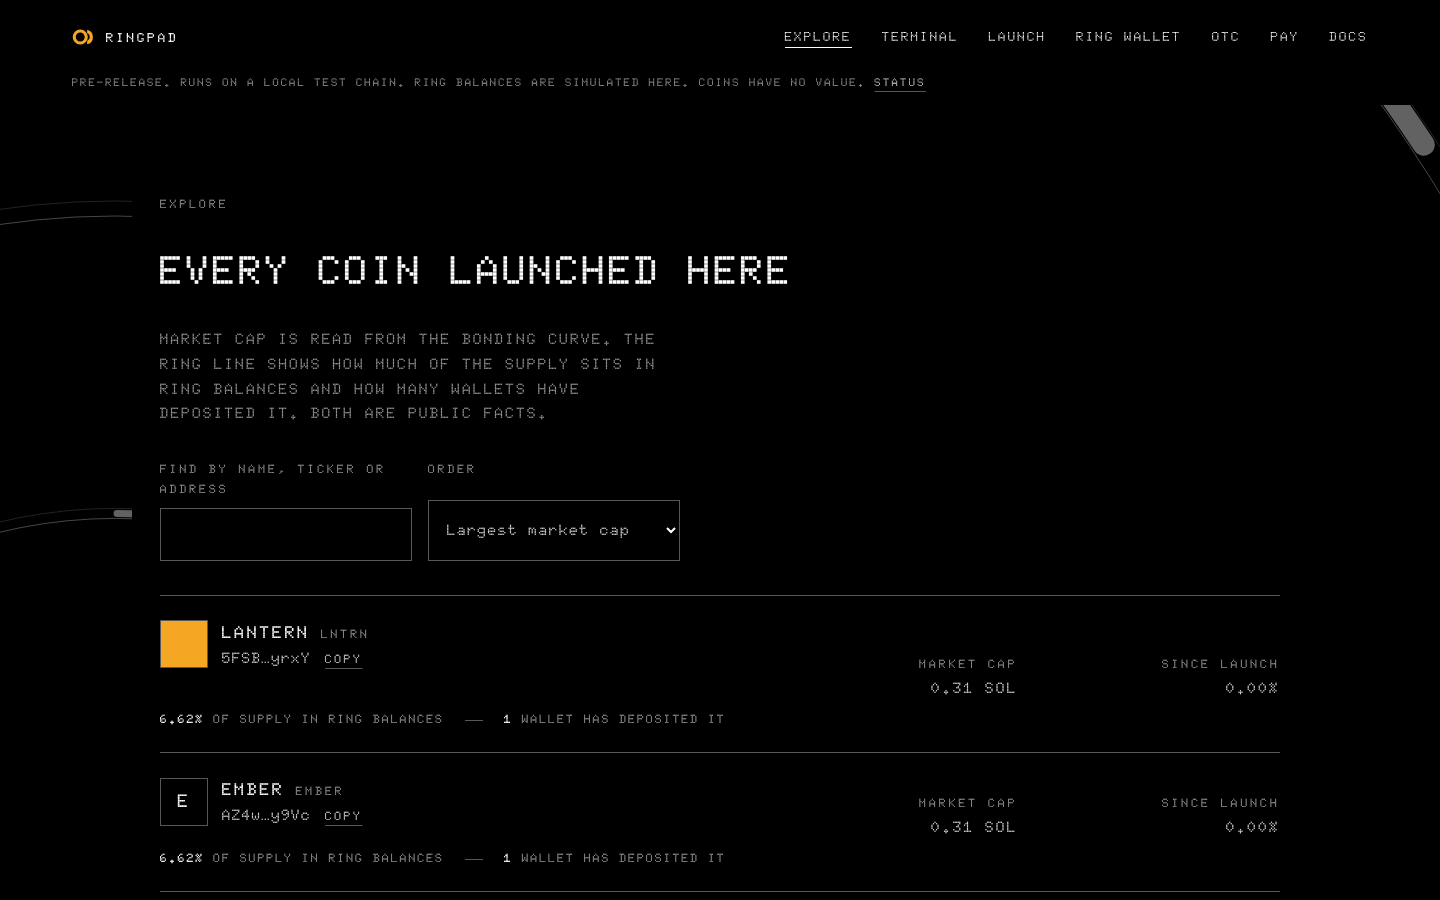 RINGPAD
EXPLORE TERMINAL LAUNCH RING WALLET OTC PAY DOCS
PRE-RELEASE. RUNS ON A LOCAL TEST CHAIN. RING BALANCES ARE SIMULATED HERE. COINS HAVE NO VALUE. STATUS
EXPLORE
EVERY COIN LAUNCHED HERE
MARKET CAP IS READ FROM THE BONDING CURVE. THE
RING LINE SHOWS HOW MUCH OF THE SUPPLY SITS IN
RING BALANCES AND HOW MANY WALLETS HAVE
DEPOSITED IT. BOTH ARE PUBLIC FACTS.
FIND BY NAME, TICKER OR
ADDRESS
ORDER
Largest market cap
LANTERN LNTRN
5FSB…yrxY COPY
MARKET CAP
0.31 SOL
SINCE LAUNCH
0.00%
6.62% OF SUPPLY IN RING BALANCES — 1 WALLET HAS DEPOSITED IT
E
EMBER EMBER
AZ4w…y9Vc COPY
MARKET CAP
0.31 SOL
SINCE LAUNCH
0.00%
6.62% OF SUPPLY IN RING BALANCES — 1 WALLET HAS DEPOSITED IT